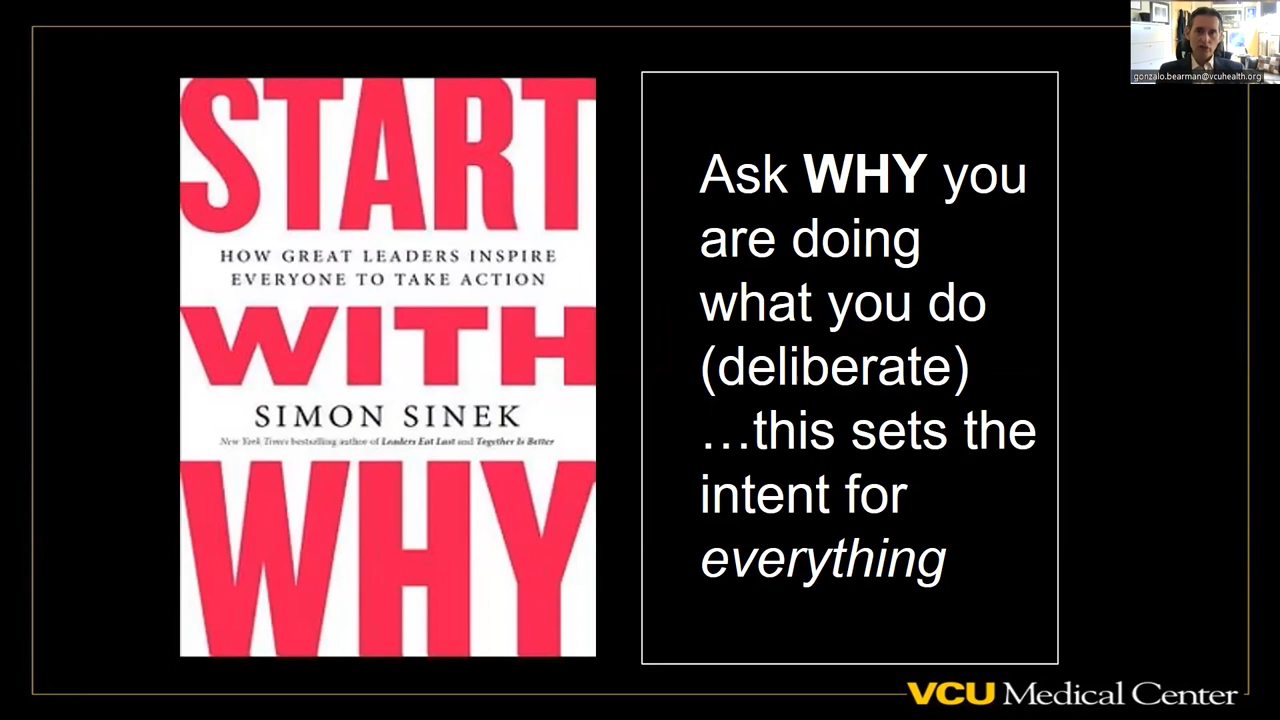 START
HOW GREAT LEADERS INSPIRE
EVERYONE TO TAKE ACTION
WITH
SIMON SINEK
New York Times bestselling author of Leaders Eat Last and Together Is Better
WHY
Ask WHY you
are doing
what you do
(deliberate)
…this sets the
intent for
everything
gonzalo.bearman@vcuhealth.org
VCU Medical Center